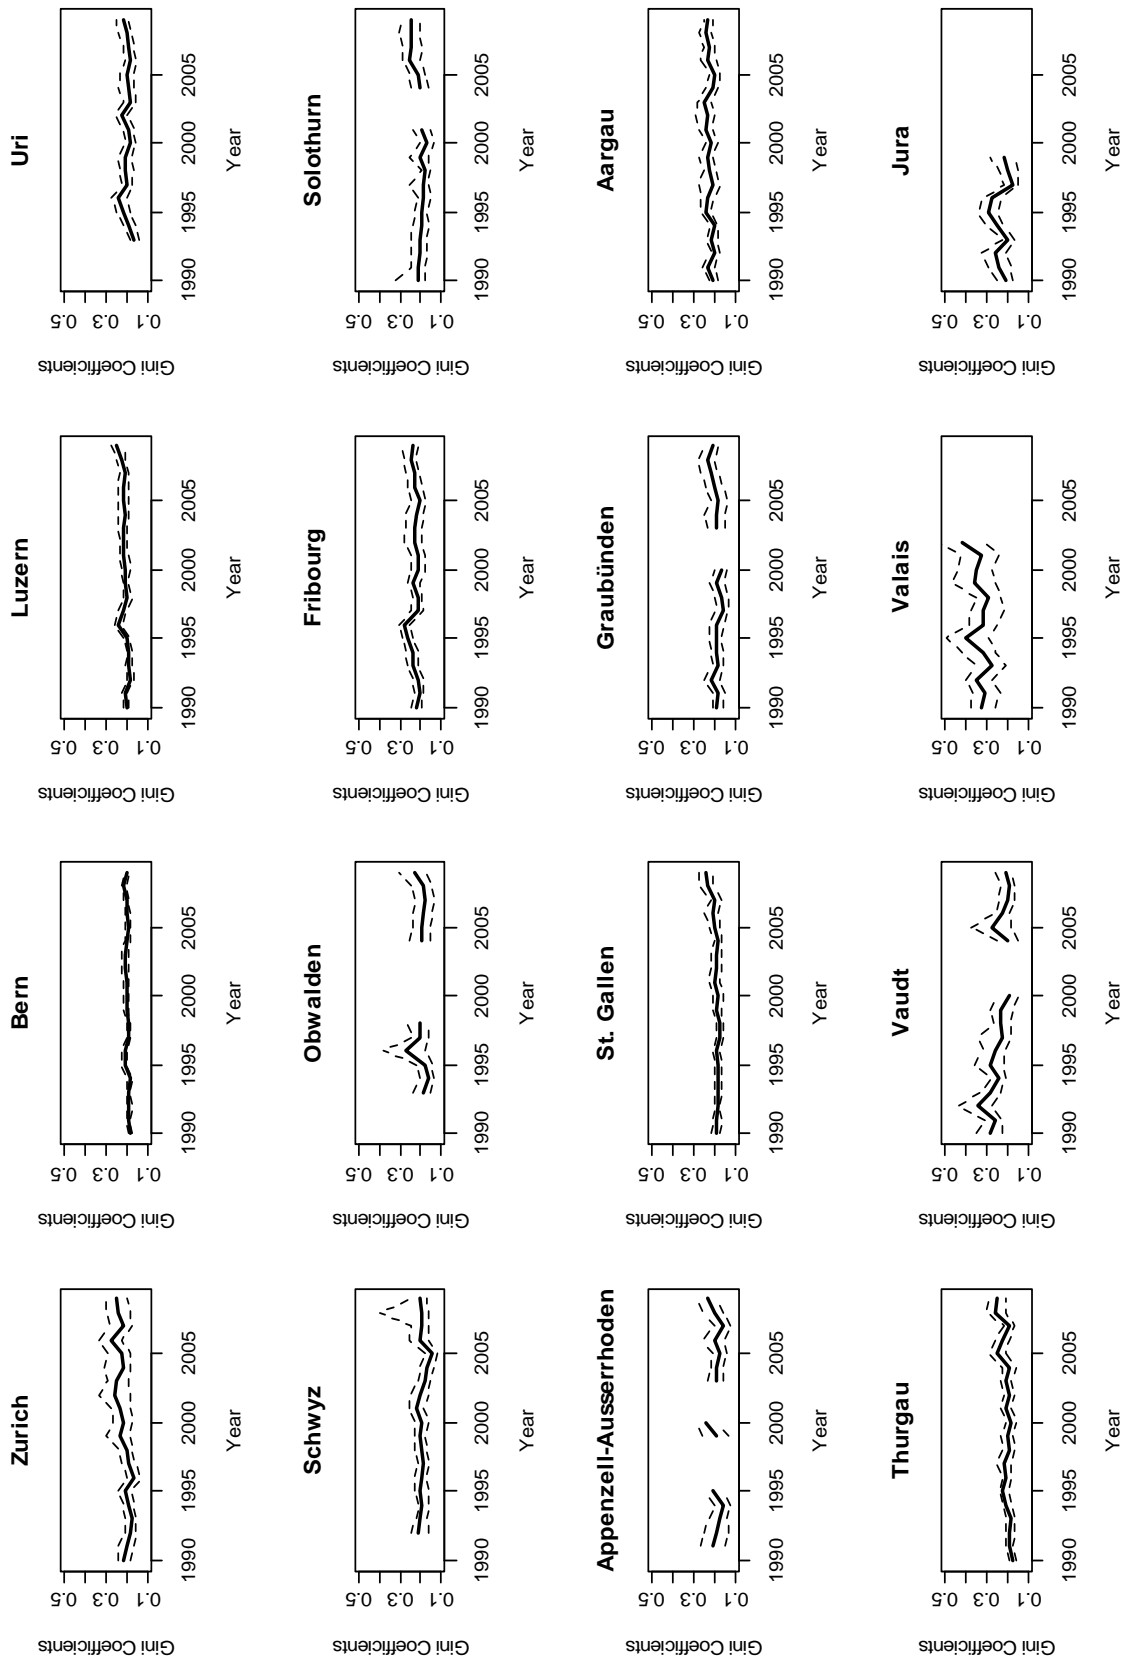 Zurich
Gini Coefficients
0.5
0.3
0.1
1990 1995 2000 2005
Year
Bern
Gini Coefficients
0.5
0.3
0.1
1990 1995 2000 2005
Year
Luzern
Gini Coefficients
0.5
0.3
0.1
1990 1995 2000 2005
Year
Uri
Gini Coefficients
0.5
0.3
0.1
1990 1995 2000 2005
Year
Schwyz
Gini Coefficients
0.5
0.3
0.1
1990 1995 2000 2005
Year
Obwalden
Gini Coefficients
0.5
0.3
0.1
1990 1995 2000 2005
Year
Fribourg
Gini Coefficients
0.5
0.3
0.1
1990 1995 2000 2005
Year
Solothurn
Gini Coefficients
0.5
0.3
0.1
1990 1995 2000 2005
Year
Appenzell-Ausserrhoden
Gini Coefficients
0.5
0.3
0.1
1990 1995 2000 2005
Year
St. Gallen
Gini Coefficients
0.5
0.3
0.1
1990 1995 2000 2005
Year
Graubünden
Gini Coefficients
0.5
0.3
0.1
1990 1995 2000 2005
Year
Aargau
Gini Coefficients
0.5
0.3
0.1
1990 1995 2000 2005
Year
Thurgau
Gini Coefficients
0.5
0.3
0.1
1990 1995 2000 2005
Year
Vaudt
Gini Coefficients
0.5
0.3
0.1
1990 1995 2000 2005
Year
Valais
Gini Coefficients
0.5
0.3
0.1
1990 1995 2000 2005
Year
Jura
Gini Coefficients
0.5
0.3
0.1
1990 1995 2000 2005
Year